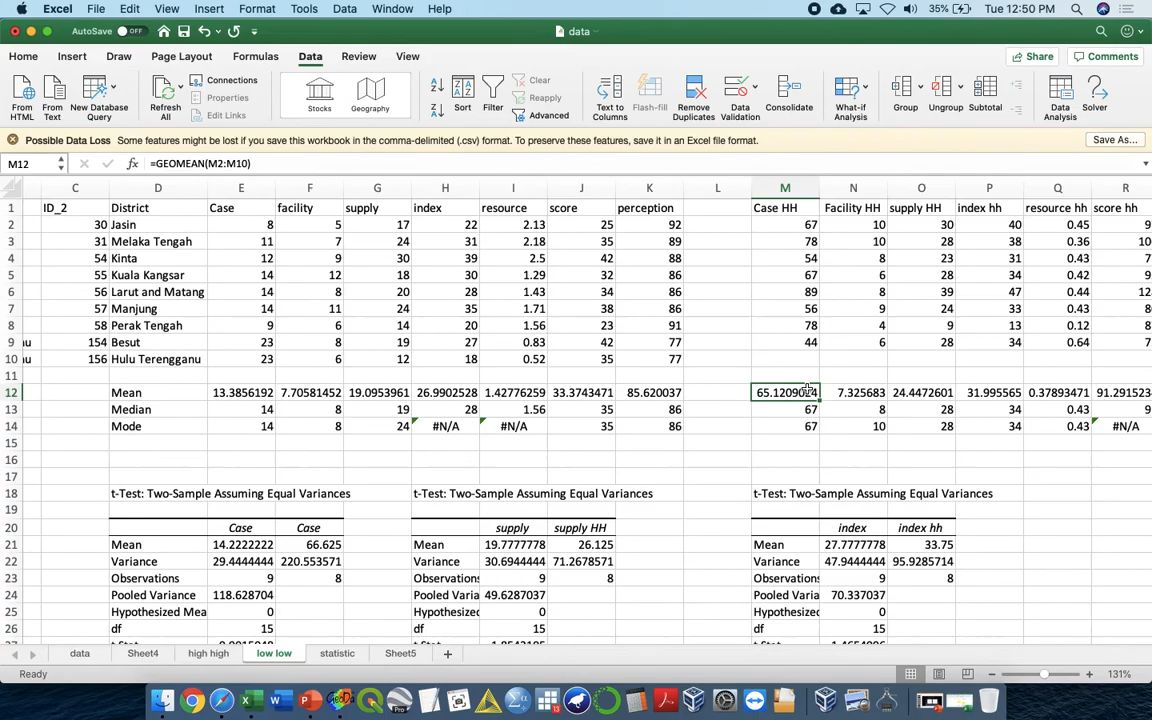 Excel File Edit View Insert Format Tools Data Window Help 35% Tue 12:50 PM
AutoSave OFF data
Home Insert Draw Page Layout Formulas Data Review View Share Comments
From HTML From Text New Database Query Refresh All Connections Properties Edit Links Stocks Geography Sort Filter Clear Reapply Advanced Text to Columns Flash-fill Remove Duplicates Data Validation Consolidate What-if Analysis Group Ungroup Subtotal Data Analysis Solver
Possible Data Loss Some features might be lost if you save this workbook in the comma-delimited (.csv) format. To preserve these features, save it in an Excel file format. Save As...
M12 fx =GEOMEAN(M2:M10)
C D E F G H I J K L M N O P Q R
1 ID_2 District Case facility supply index resource score perception Case HH Facility HH supply HH index hh resource hh score hh
2 30 Jasin 8 5 17 22 2.13 25 92 67 10 30 40 0.45 9
3 31 Melaka Tengah 11 7 24 31 2.18 35 89 78 10 28 38 0.36 10
4 54 Kinta 12 9 30 39 2.5 42 88 54 8 23 31 0.43 7
5 55 Kuala Kangsar 14 12 18 30 1.29 32 86 67 6 28 34 0.42 9
6 56 Larut and Matang 14 8 20 28 1.43 34 86 89 8 39 47 0.44 12
7 57 Manjung 14 11 24 35 1.71 38 86 56 9 24 33 0.43 8
8 58 Perak Tengah 9 6 14 20 1.56 23 91 78 4 9 13 0.12 8
9 154 Besut 23 8 19 27 0.83 42 77 44 6 28 34 0.64 7
10 156 Hulu Terengganu 23 6 12 18 0.52 35 77
11
12 Mean 13.3856192 7.70581452 19.0953961 26.9902528 1.42776259 33.3743471 85.620037 7.325683 24.4472601 31.995565 0.37893471 91.291523
13 Median 14 8 19 28 1.56 35 86 67 8 28 34 0.43 9
14 Mode 14 8 24 #N/A #N/A 35 86 67 10 28 34 0.43 #N/A
15
16
17
18 t-Test: Two-Sample Assuming Equal Variances t-Test: Two-Sample Assuming Equal Variances t-Test: Two-Sample Assuming Equal Variances
19
20 Case Case supply supply HH index index hh
21 Mean 14.2222222 66.625 Mean 19.7777778 26.125 Mean 27.7777778 33.75
22 Variance 29.4444444 220.553571 Variance 30.6944444 71.2678571 Variance 47.9444444 95.9285714
23 Observations 9 8 Observations 9 8 Observations 9 8
24 Pooled Variance 118.628704 Pooled Varia 49.6287037 Pooled Varia 70.337037
25 Hypothesized Mea 0 Hypothesized 0 Hypothesized 0
26 df 15 df 15 df 15
data Sheet4 high high low low statistic Sheet5
Ready 131%